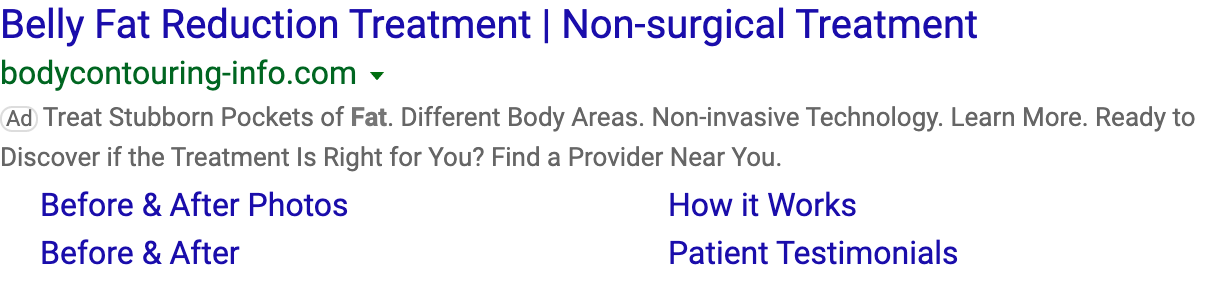 Belly Fat Reduction Treatment | Non-surgical Treatment
bodycontouring-info.com
Ad Treat Stubborn Pockets of Fat. Different Body Areas. Non-invasive Technology. Learn More. Ready to
Discover if the Treatment Is Right for You? Find a Provider Near You.
Before & After Photos How it Works
Before & After Patient Testimonials